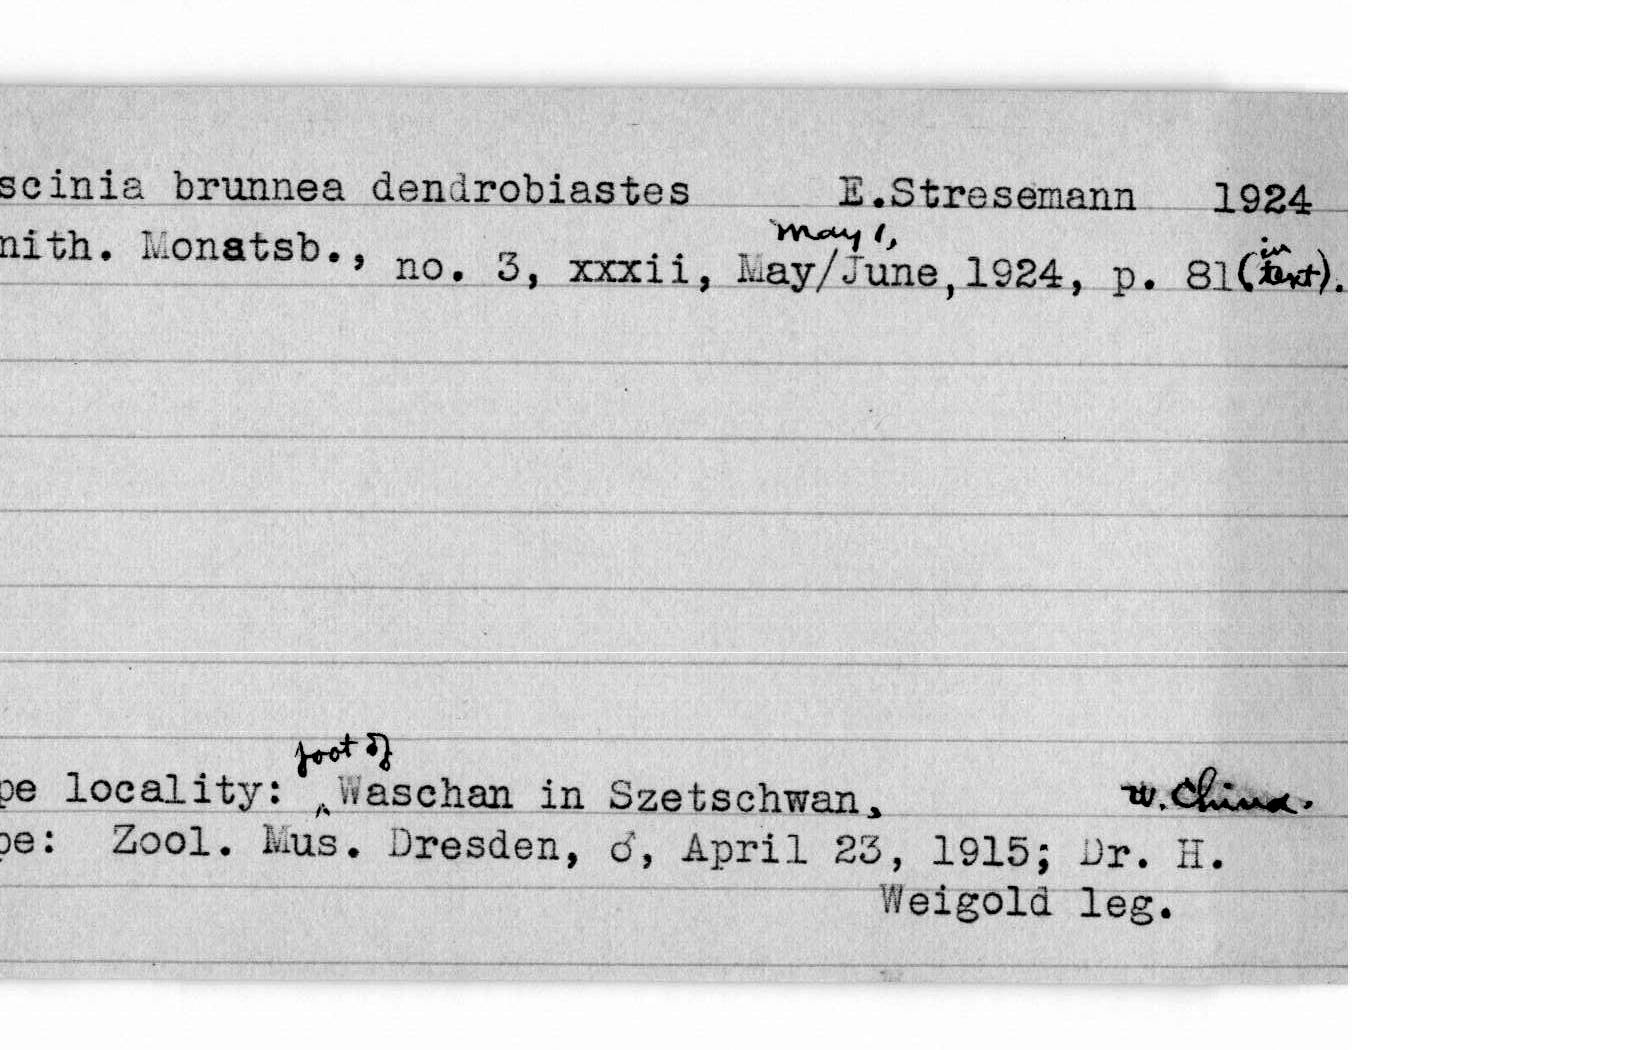 scinia brunnea dendrobiastes E.Stresemann 1924
May 1,
nith. Monatsb., no. 3, xxxii, May/June,1924, p. 81(in text).
foot of
pe locality: ‸Waschan in Szetschwan, W. China.
pe: Zool. Mus. Dresden, ♂, April 23, 1915; Dr. H.
Weigold leg.